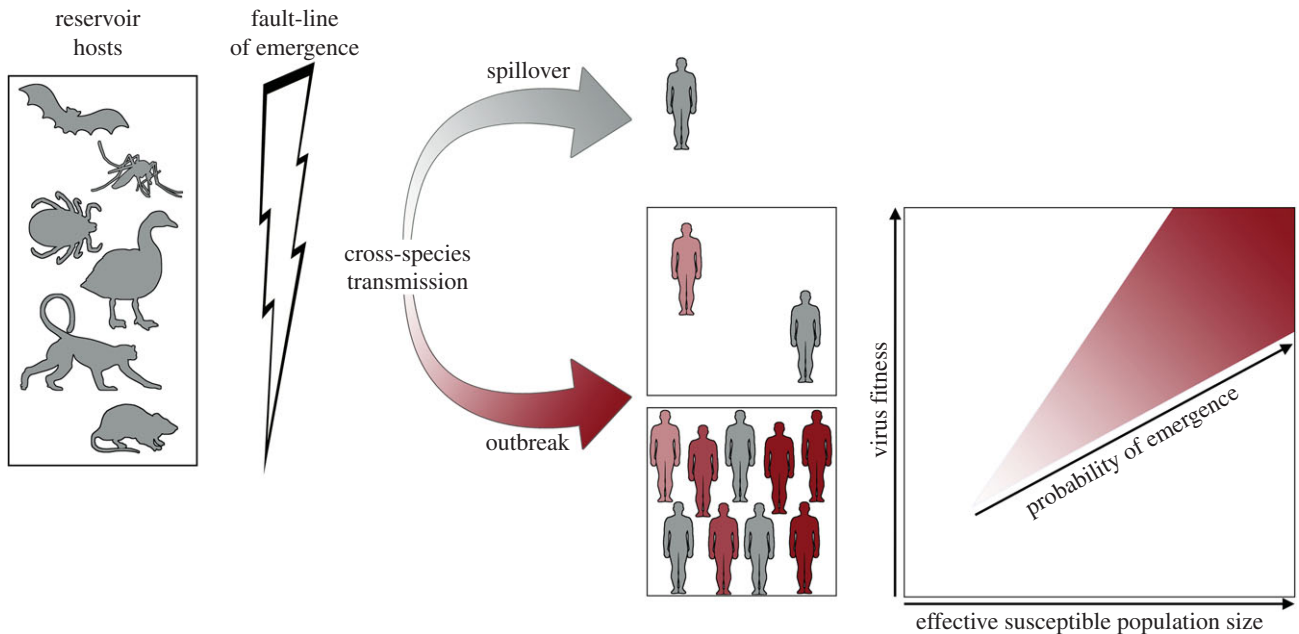 reservoir
hosts
fault-line
of emergence
spillover
cross-species
transmission
outbreak
virus fitness
probability of emergence
effective susceptible population size